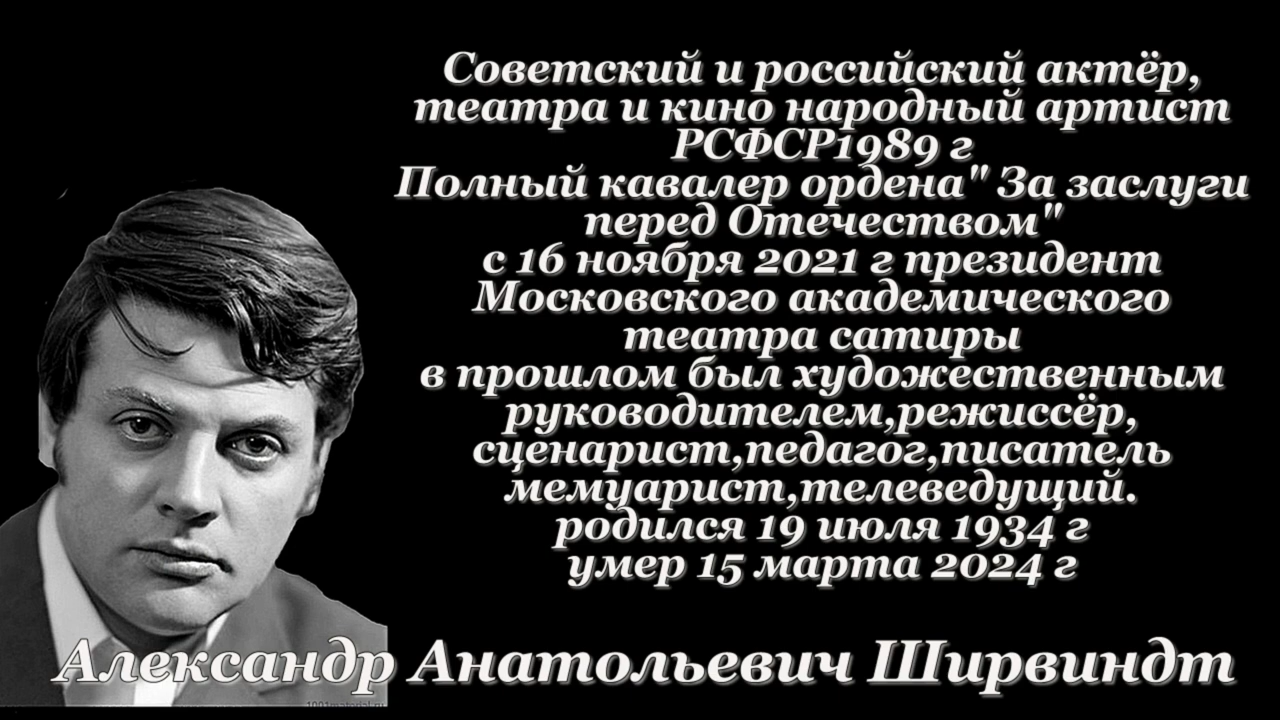 Советский и российский актёр,
театра и кино народный артист
РСФСР1989 г
Полный кавалер ордена" За заслуги
перед Отечеством"
с 16 ноября 2021 г президент
Московского академического
театра сатиры
в прошлом был художественным
руководителем,режиссёр,
сценарист,педагог,писатель
мемуарист,телеведущий.
родился 19 июля 1934 г
умер 15 марта 2024 г
Александр Анатольевич Ширвиндт
1001material.ru